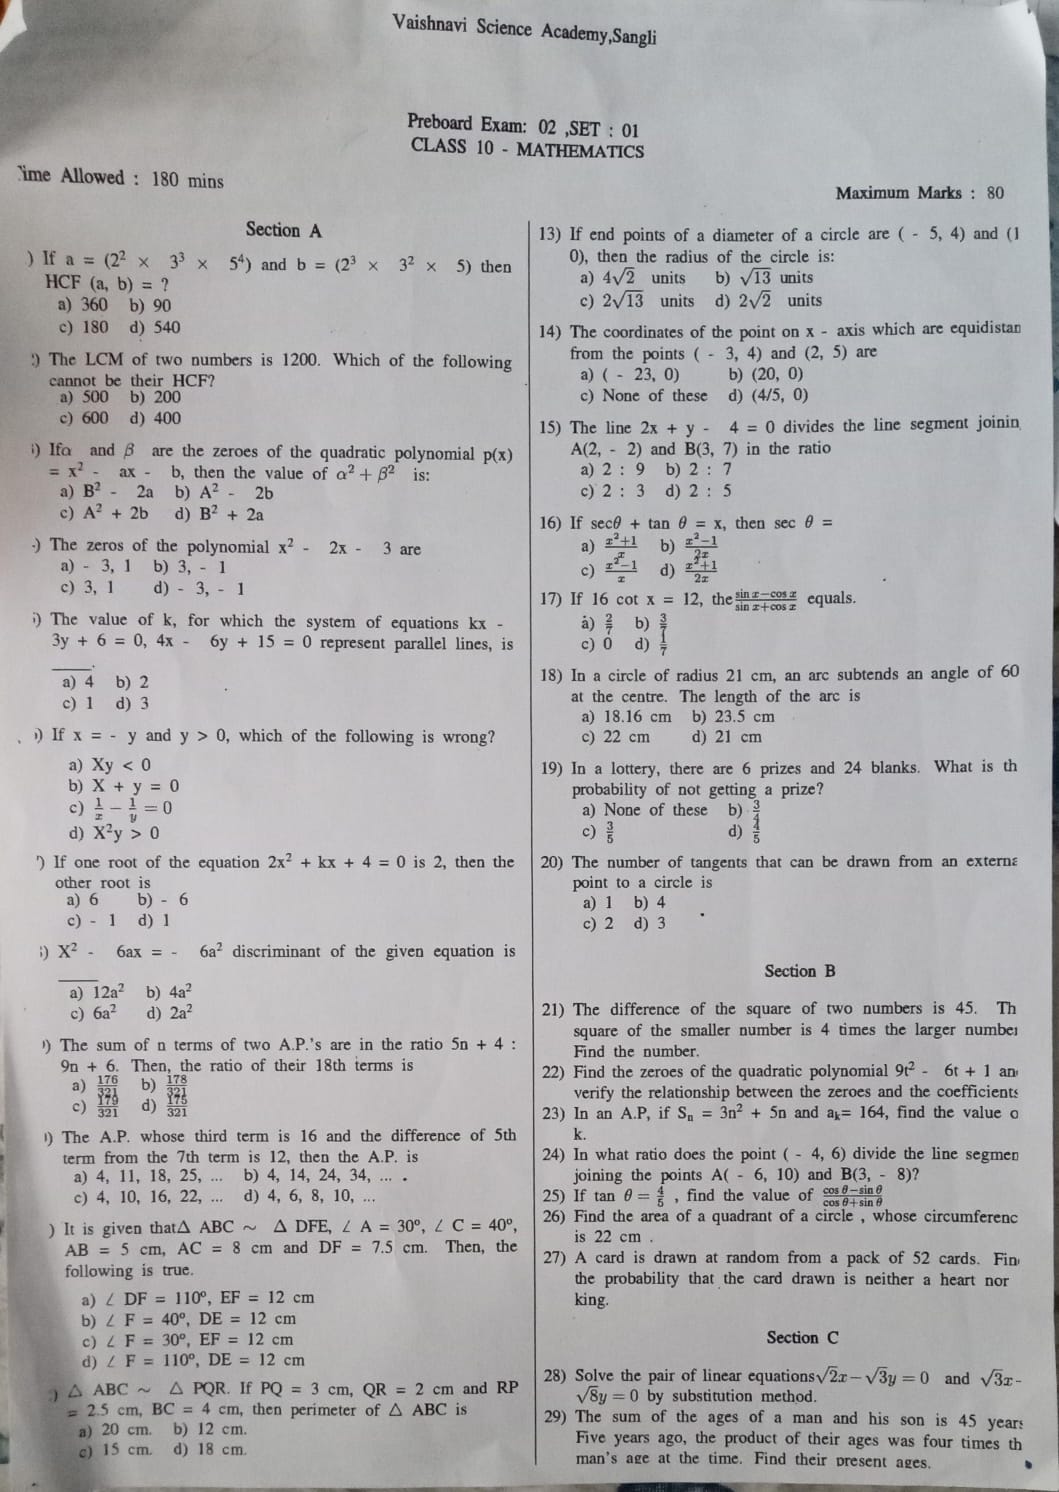 Vaishnavi Science Academy,Sangli
Preboard Exam: 02 ,SET : 01
CLASS 10 - MATHEMATICS
ime Allowed : 180 mins
Maximum Marks : 80
Section A
) If a = (2² × 3³ × 5⁴) and b = (2³ × 3² × 5) then
HCF (a, b) = ?
a) 360 b) 90
c) 180 d) 540
) The LCM of two numbers is 1200. Which of the following
cannot be their HCF?
a) 500 b) 200
c) 600 d) 400
) Ifα and β are the zeroes of the quadratic polynomial p(x)
= x² - ax - b, then the value of α² + β² is:
a) B² - 2a b) A² - 2b
c) A² + 2b d) B² + 2a
) The zeros of the polynomial x² - 2x - 3 are
a) - 3, 1 b) 3, - 1
c) 3, 1 d) - 3, - 1
) The value of k, for which the system of equations kx -
3y + 6 = 0, 4x - 6y + 15 = 0 represent parallel lines, is
a) 4 b) 2
c) 1 d) 3
) If x = - y and y > 0, which of the following is wrong?
a) Xy < 0
b) X + y = 0
c) 1/x − 1/y = 0
d) X²y > 0
) If one root of the equation 2x² + kx + 4 = 0 is 2, then the
other root is
a) 6 b) - 6
c) - 1 d) 1
) X² - 6ax = - 6a² discriminant of the given equation is
a) 12a² b) 4a²
c) 6a² d) 2a²
) The sum of n terms of two A.P.'s are in the ratio 5n + 4 :
9n + 6. Then, the ratio of their 18th terms is
a) 176/321 b) 178/321
c) 179/321 d) 175/321
) The A.P. whose third term is 16 and the difference of 5th
term from the 7th term is 12, then the A.P. is
a) 4, 11, 18, 25, ... b) 4, 14, 24, 34, ... .
c) 4, 10, 16, 22, ... d) 4, 6, 8, 10, ...
) It is given that△ ABC ∼ △ DFE, ∠ A = 30°, ∠ C = 40°,
AB = 5 cm, AC = 8 cm and DF = 7.5 cm. Then, the
following is true.
a) ∠ DF = 110°, EF = 12 cm
b) ∠ F = 40°, DE = 12 cm
c) ∠ F = 30°, EF = 12 cm
d) ∠ F = 110°, DE = 12 cm
) △ ABC ∼ △ PQR. If PQ = 3 cm, QR = 2 cm and RP
= 2.5 cm, BC = 4 cm, then perimeter of △ ABC is
a) 20 cm. b) 12 cm.
c) 15 cm. d) 18 cm.
13) If end points of a diameter of a circle are ( - 5, 4) and (1
0), then the radius of the circle is:
a) 4√2 units b) √13 units
c) 2√13 units d) 2√2 units
14) The coordinates of the point on x - axis which are equidistan
from the points ( - 3, 4) and (2, 5) are
a) ( - 23, 0) b) (20, 0)
c) None of these d) (4/5, 0)
15) The line 2x + y - 4 = 0 divides the line segment joinin
A(2, - 2) and B(3, 7) in the ratio
a) 2 : 9 b) 2 : 7
c) 2 : 3 d) 2 : 5
16) If secθ + tan θ = x, then sec θ =
a) x²+1/x b) x²−1/2x
c) x²−1/x d) x²+1/2x
17) If 16 cot x = 12, the sin x−cos x/sin x+cos x equals.
a) 2/7 b) 3/7
c) 0 d) 1/7
18) In a circle of radius 21 cm, an arc subtends an angle of 60
at the centre. The length of the arc is
a) 18.16 cm b) 23.5 cm
c) 22 cm d) 21 cm
19) In a lottery, there are 6 prizes and 24 blanks. What is th
probability of not getting a prize?
a) None of these b) 3/4
c) 3/5 d) 4/5
20) The number of tangents that can be drawn from an externa
point to a circle is
a) 1 b) 4
c) 2 d) 3
Section B
21) The difference of the square of two numbers is 45. Th
square of the smaller number is 4 times the larger number
Find the number.
22) Find the zeroes of the quadratic polynomial 9t² - 6t + 1 an
verify the relationship between the zeroes and the coefficients
23) In an A.P, if Sₙ = 3n² + 5n and aₖ= 164, find the value o
k.
24) In what ratio does the point ( - 4, 6) divide the line segmen
joining the points A( - 6, 10) and B(3, - 8)?
25) If tan θ = 4/5 , find the value of cos θ−sin θ/cos θ+sin θ
26) Find the area of a quadrant of a circle , whose circumferenc
is 22 cm .
27) A card is drawn at random from a pack of 52 cards. Fin
the probability that the card drawn is neither a heart nor
king.
Section C
28) Solve the pair of linear equations√2x − √3y = 0 and √3x -
√8y = 0 by substitution method.
29) The sum of the ages of a man and his son is 45 years
Five years ago, the product of their ages was four times th
man's age at the time. Find their present ages.